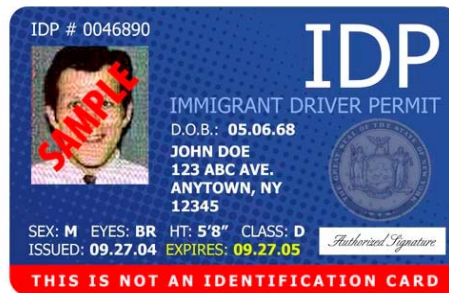 IDP # 0046890
IDP
SAMPLE
IMMIGRANT DRIVER PERMIT
D.O.B.: 05.06.68
JOHN DOE
123 ABC AVE.
ANYTOWN, NY
12345
SEX: M EYES: BR HT: 5'8" CLASS: D
ISSUED: 09.27.04 EXPIRES: 09.27.05
Authorized Signature
THIS IS NOT AN IDENTIFICATION CARD